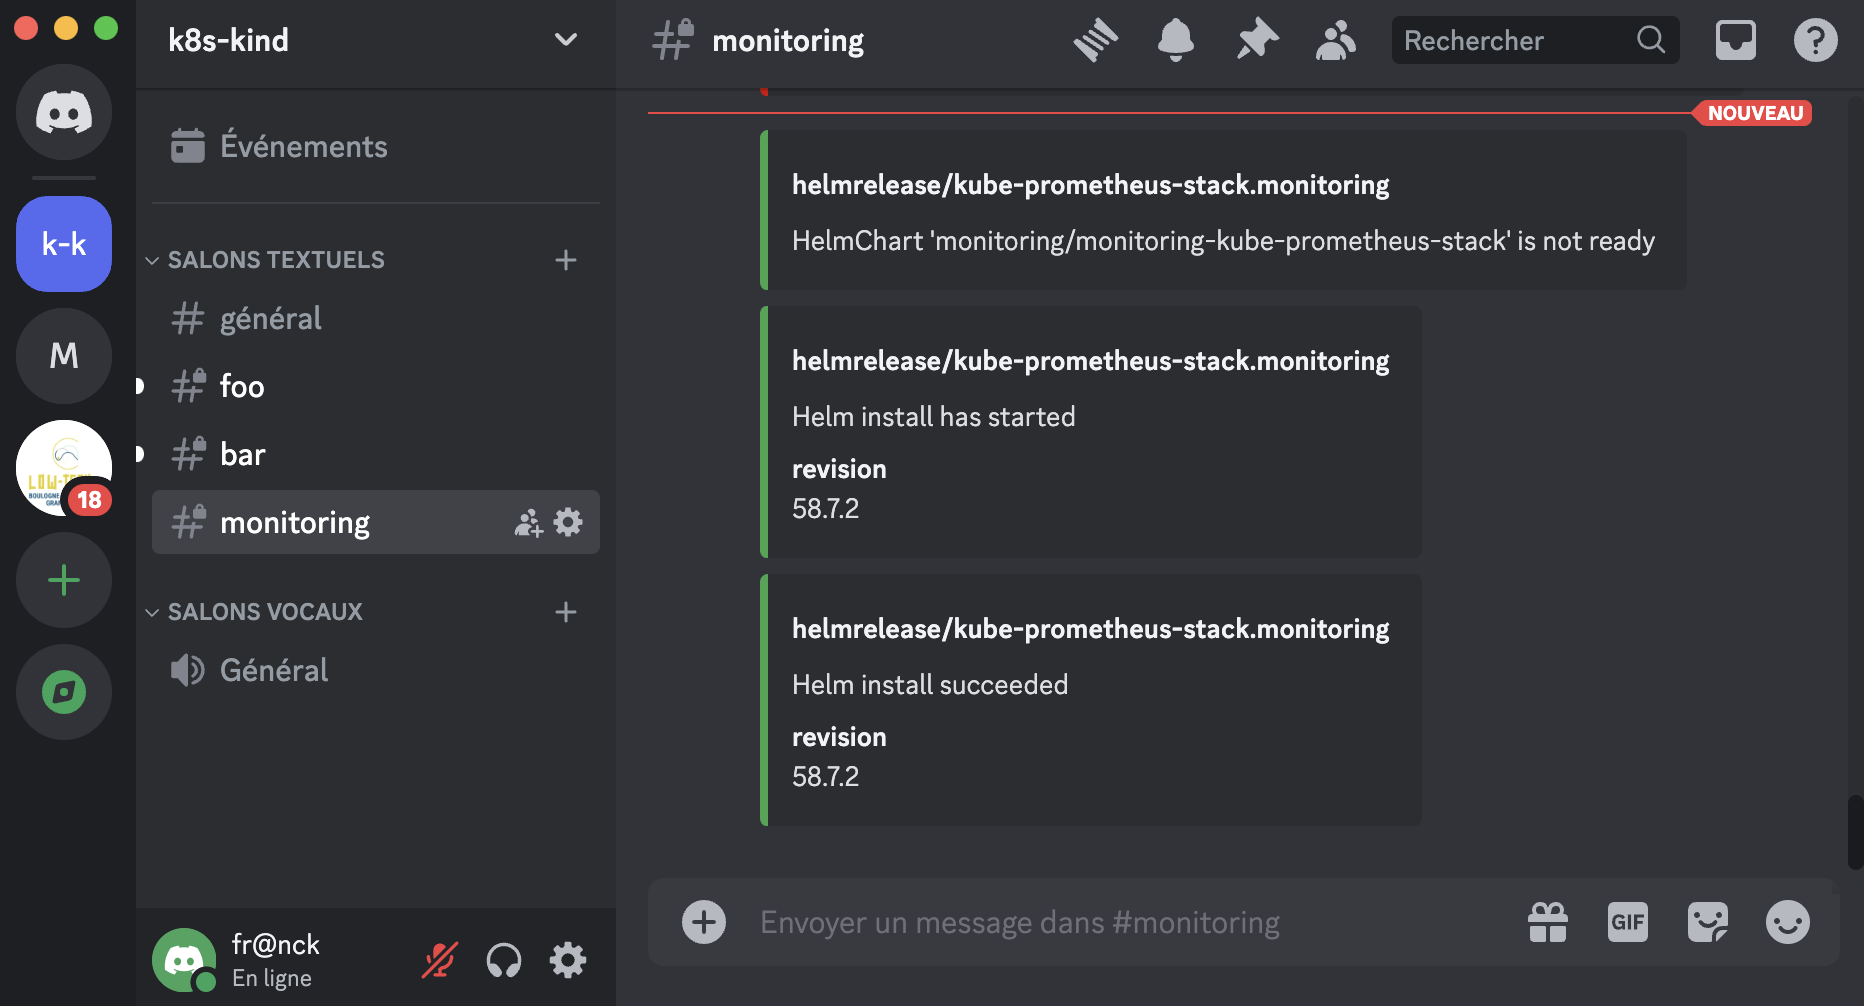 k8s-kind
monitoring
Rechercher
Événements
k-k
SALONS TEXTUELS
général
M
foo
bar
18
monitoring
SALONS VOCAUX
Général
fr@nck
En ligne
NOUVEAU
helmrelease/kube-prometheus-stack.monitoring
HelmChart 'monitoring/monitoring-kube-prometheus-stack' is not ready
helmrelease/kube-prometheus-stack.monitoring
Helm install has started
revision
58.7.2
helmrelease/kube-prometheus-stack.monitoring
Helm install succeeded
revision
58.7.2
Envoyer un message dans #monitoring
GIF